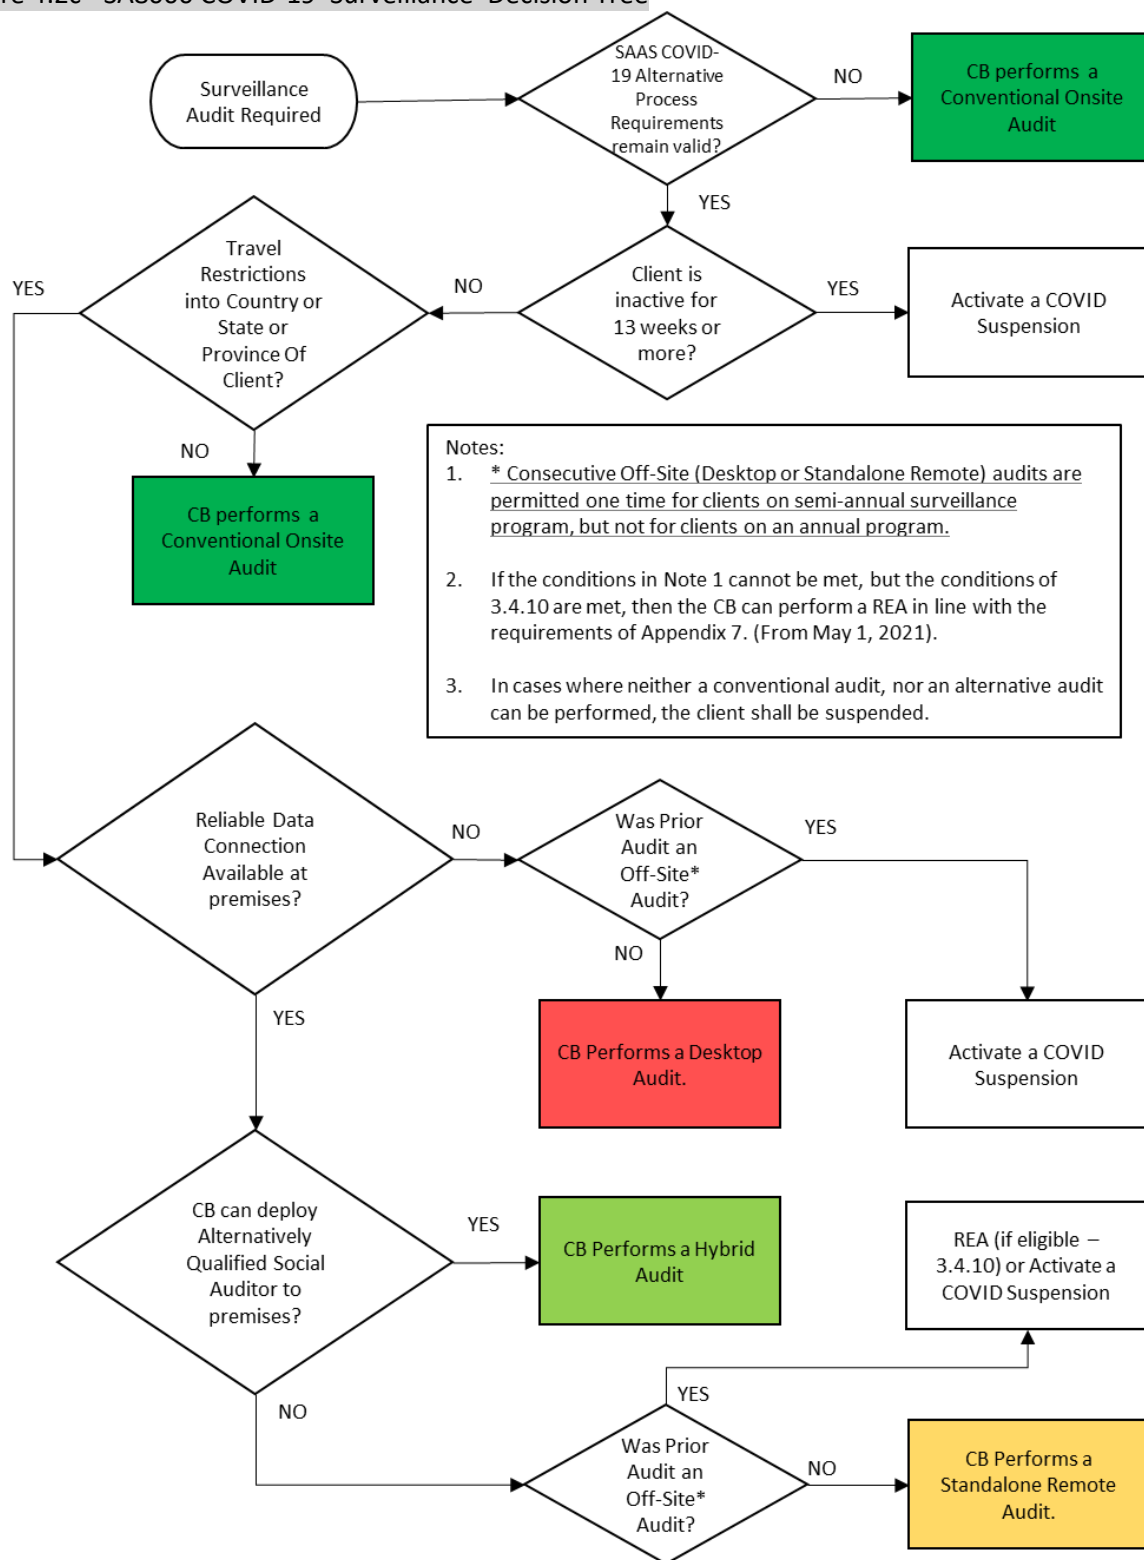 re 4.2c - SA8000 COVID-19 Surveillance Decision Tree
Surveillance
Audit Required
SAAS COVID-
19 Alternative
Process
Requirements
remain valid?
NO
CB performs a
Conventional Onsite
Audit
YES
Travel
Restrictions
into Country or
State or
Province Of
Client?
YES
NO
Client is
inactive for
13 weeks or
more?
YES
Activate a COVID
Suspension
NO
CB performs a
Conventional Onsite
Audit
Notes:
1. * Consecutive Off-Site (Desktop or Standalone Remote) audits are
permitted one time for clients on semi-annual surveillance
program, but not for clients on an annual program.
2. If the conditions in Note 1 cannot be met, but the conditions of
3.4.10 are met, then the CB can perform a REA in line with the
requirements of Appendix 7. (From May 1, 2021).
3. In cases where neither a conventional audit, nor an alternative audit
can be performed, the client shall be suspended.
Reliable Data
Connection
Available at
premises?
NO
Was Prior
Audit an
Off-Site*
Audit?
YES
NO
YES
CB Performs a Desktop
Audit.
Activate a COVID
Suspension
CB can deploy
Alternatively
Qualified Social
Auditor to
premises?
YES
CB Performs a Hybrid
Audit
REA (if eligible –
3.4.10) or Activate a
COVID Suspension
NO
YES
Was Prior
Audit an
Off-Site*
Audit?
NO
CB Performs a
Standalone Remote
Audit.